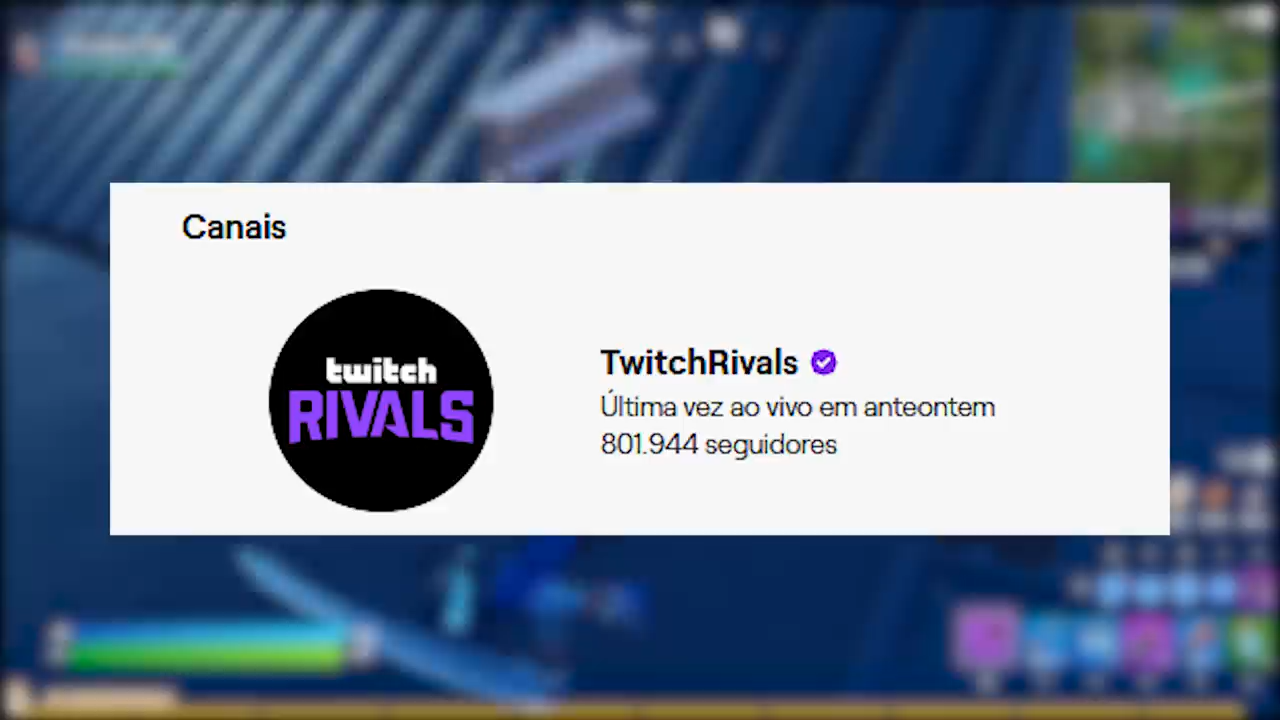 Canais
twitch
RIVALS
TwitchRivals
Última vez ao vivo em anteontem
801.944 seguidores